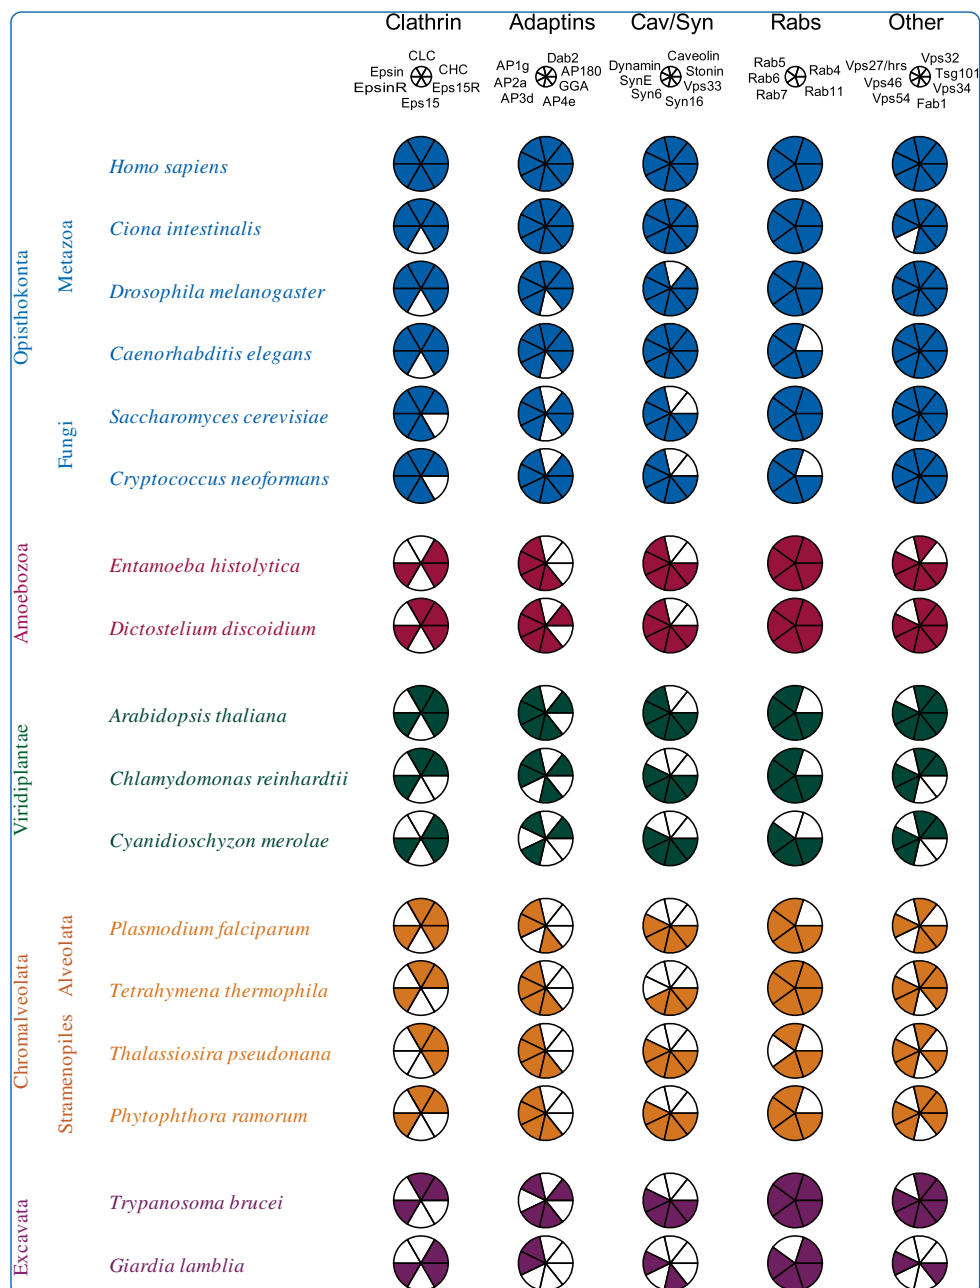 Clathrin Adaptins Cav/Syn Rabs Other
CLC
CHC
Eps15R
Eps15
EpsinR
Epsin
Dab2
AP180
GGA
AP4e
AP3d
AP2a
AP1g
Caveolin
Stonin
Vps33
Syn16
Syn6
SynE
Dynamin
Rab5
Rab4
Rab6
Rab11
Rab7
Vps32
Tsg101
Vps34
Fab1
Vps54
Vps46
Vps27/hrs
Opisthokonta
Metazoa
Homo sapiens
Ciona intestinalis
Drosophila melanogaster
Caenorhabditis elegans
Fungi
Saccharomyces cerevisiae
Cryptococcus neoformans
Amoebozoa
Entamoeba histolytica
Dictostelium discoidium
Viridiplantae
Arabidopsis thaliana
Chlamydomonas reinhardtii
Cyanidioschyzon merolae
Chromalveolata
Alveolata
Plasmodium falciparum
Tetrahymena thermophila
Stramenopiles
Thalassiosira pseudonana
Phytophthora ramorum
Excavata
Trypanosoma brucei
Giardia lamblia